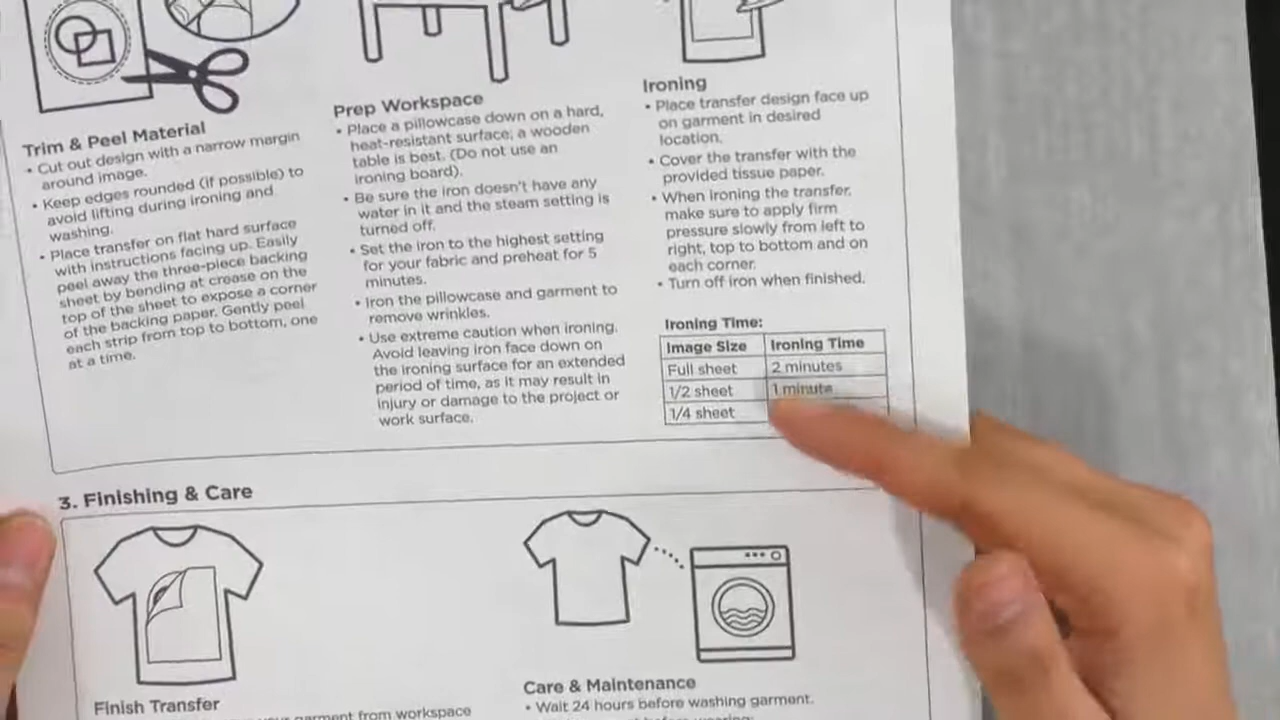 Trim & Peel Material
• Cut out design with a narrow margin
around image.
• Keep edges rounded (if possible) to
avoid lifting during ironing and
washing.
• Place transfer on flat hard surface
with instructions facing up. Easily
peel away the three-piece backing
sheet by bending at crease on the
top of the sheet to expose a corner
of the backing paper. Gently peel
each strip from top to bottom, one
at a time.
Prep Workspace
• Place a pillowcase down on a hard,
heat-resistant surface; a wooden
table is best. (Do not use an
ironing board).
• Be sure the iron doesn't have any
water in it and the steam setting is
turned off.
• Set the iron to the highest setting
for your fabric and preheat for 5
minutes.
• Iron the pillowcase and garment to
remove wrinkles.
• Use extreme caution when ironing.
Avoid leaving iron face down on
the ironing surface for an extended
period of time, as it may result in
injury or damage to the project or
work surface.
Ironing
• Place transfer design face up
on garment in desired
location.
• Cover the transfer with the
provided tissue paper.
• When ironing the transfer,
make sure to apply firm
pressure slowly from left to
right, top to bottom and on
each corner.
• Turn off iron when finished.
Ironing Time:
Image Size Ironing Time
Full sheet 2 minutes
1/2 sheet 1 minute
1/4 sheet
3. Finishing & Care
Finish Transfer
garment from workspace
Care & Maintenance
• Wait 24 hours before washing garment.